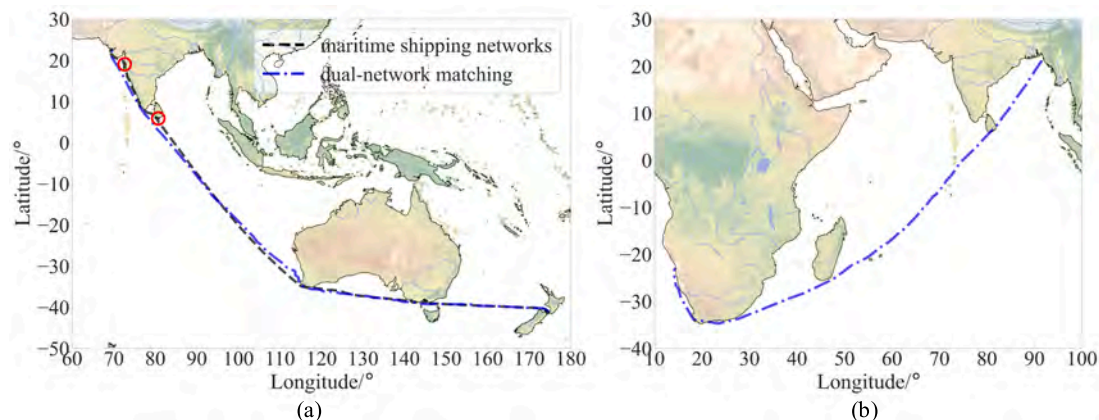 maritime shipping networks
dual-network matching
Latitude/°
30
20
10
0
−10
−20
−30
−40
−50
60 70 80 90 100 110 120 130 140 150 160 170 180
Longitude/°
(a)
Latitude/°
30
20
10
0
−10
−20
−30
−40
10 20 30 40 50 60 70 80 90 100
Longitude/°
(b)